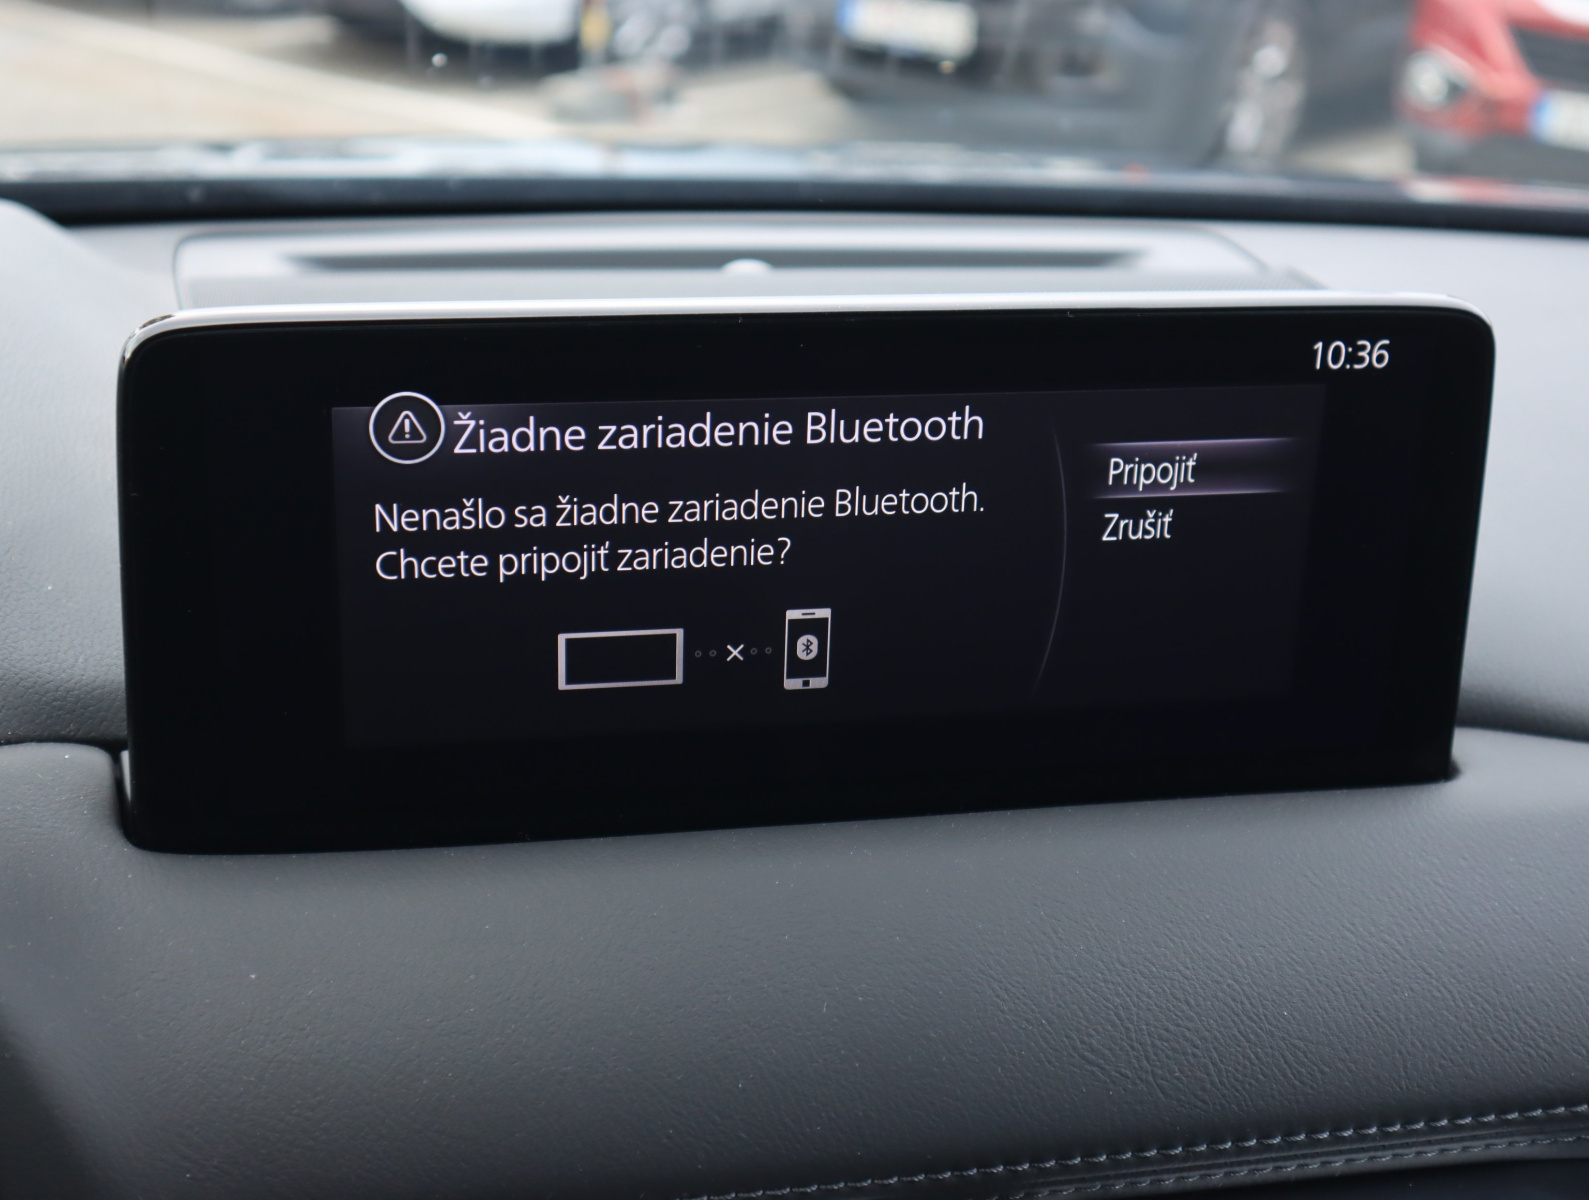 10:36
Žiadne zariadenie Bluetooth
Nenašlo sa žiadne zariadenie Bluetooth.
Chcete pripojiť zariadenie?
Pripojiť
Zrušiť